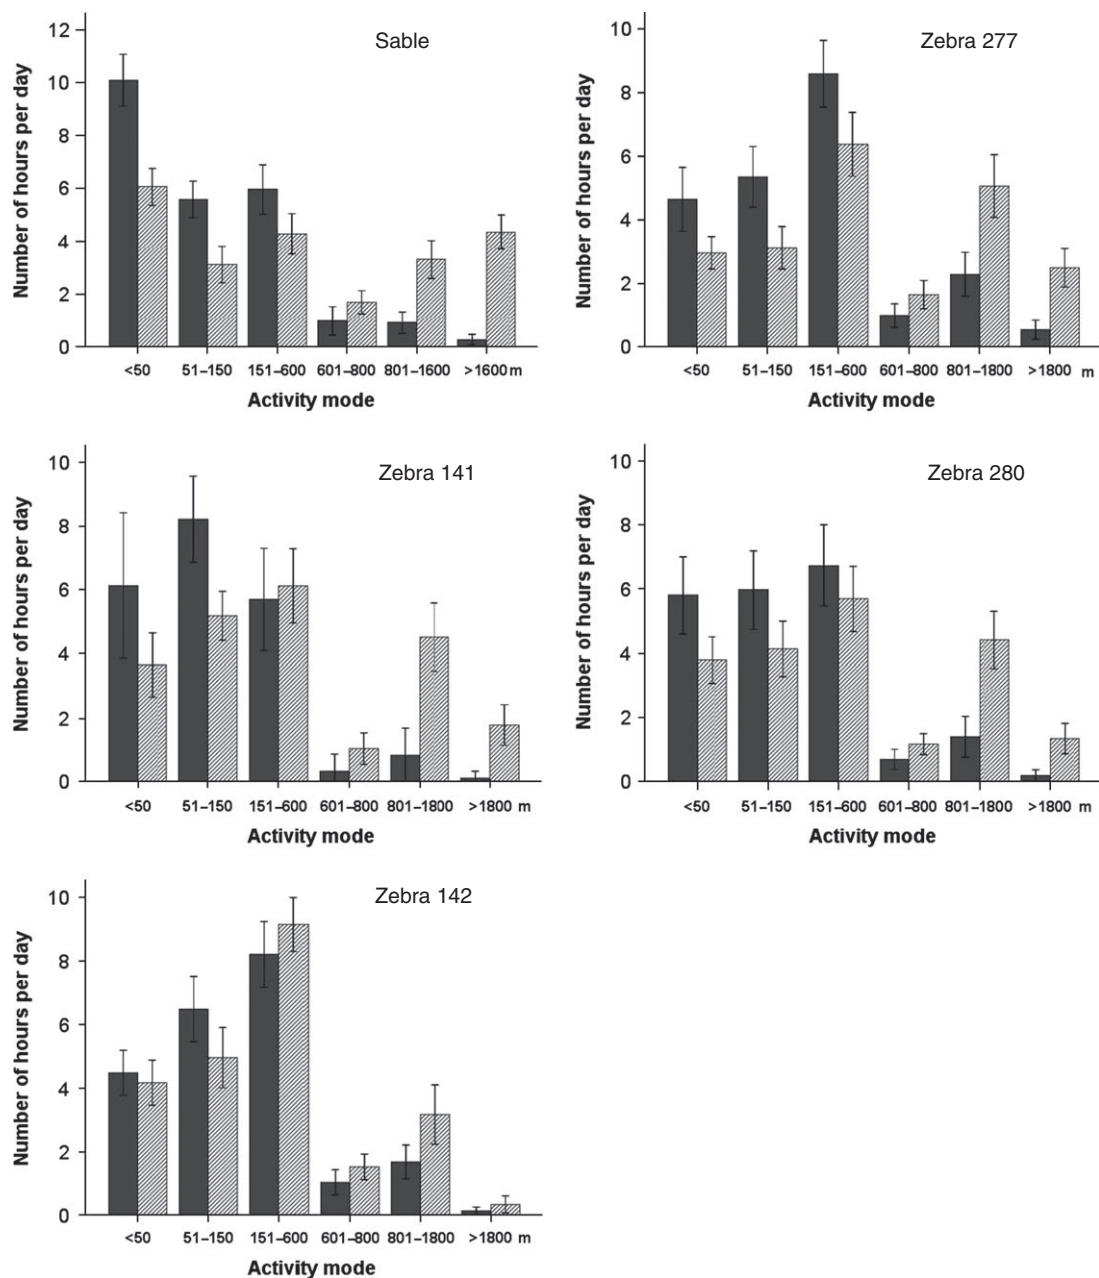 Sable
Number of hours per day
12
10
8
6
4
2
0
<50 51–150 151–600 601–800 801–1600 >1600 m
Activity mode
Zebra 277
Number of hours per day
10
8
6
4
2
0
<50 51–150 151–600 601–800 801–1800 >1800 m
Activity mode
Zebra 141
Number of hours per day
10
8
6
4
2
0
<50 51–150 151–600 601–800 801–1800 >1800 m
Activity mode
Zebra 280
Number of hours per day
10
8
6
4
2
0
<50 51–150 151–600 601–800 801–1800 >1800 m
Activity mode
Zebra 142
Number of hours per day
10
8
6
4
2
0
<50 51–150 151–600 601–800 801–1800 >1800 m
Activity mode